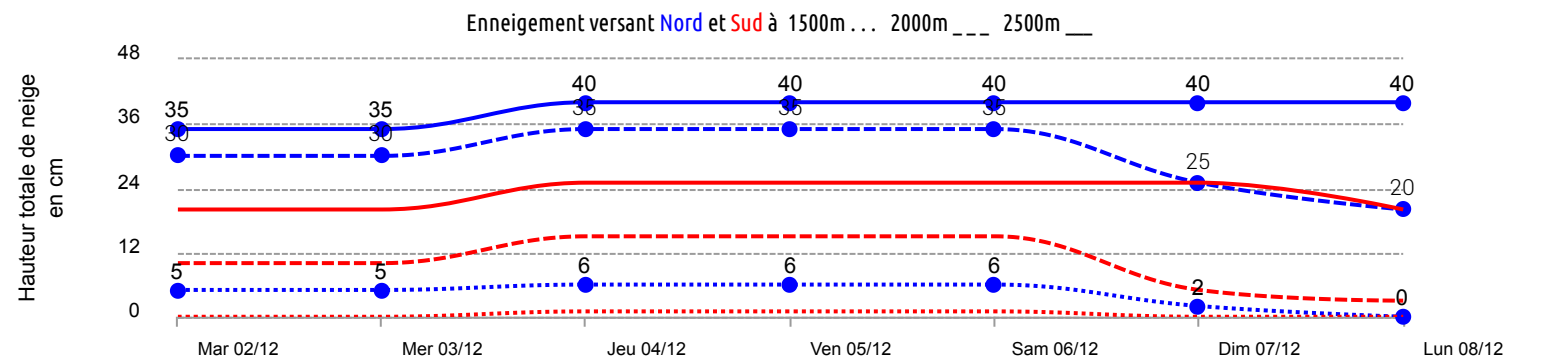 Enneigement versant Nord et Sud à 1500m . . . 2000m _ _ _ 2500m __
Hauteur totale de neige
en cm
48
36
24
12
0
35 35 40 40 40 40 40
30 30 35 35 35 25 20
5 5 6 6 6 2 0
Mar 02/12 Mer 03/12 Jeu 04/12 Ven 05/12 Sam 06/12 Dim 07/12 Lun 08/12